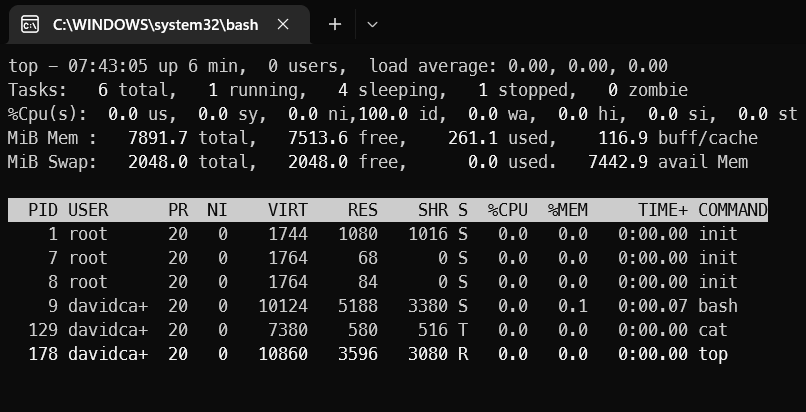 C:\WINDOWS\system32\bash
top - 07:43:05 up 6 min,  0 users,  load average: 0.00, 0.00, 0.00
Tasks:   6 total,   1 running,   4 sleeping,   1 stopped,   0 zombie
%Cpu(s):  0.0 us,  0.0 sy,  0.0 ni,100.0 id,  0.0 wa,  0.0 hi,  0.0 si,  0.0 st
MiB Mem :   7891.7 total,   7513.6 free,    261.1 used,    116.9 buff/cache
MiB Swap:   2048.0 total,   2048.0 free,      0.0 used.   7442.9 avail Mem
PID USER      PR  NI    VIRT    RES    SHR S  %CPU  %MEM     TIME+ COMMAND
1 root      20   0    1744   1080   1016 S   0.0   0.0   0:00.00 init
7 root      20   0    1764     68      0 S   0.0   0.0   0:00.00 init
8 root      20   0    1764     84      0 S   0.0   0.0   0:00.00 init
9 davidca+  20   0   10124   5188   3380 S   0.0   0.1   0:00.07 bash
129 davidca+  20   0    7380    580    516 T   0.0   0.0   0:00.00 cat
178 davidca+  20   0   10860   3596   3080 R   0.0   0.0   0:00.00 top